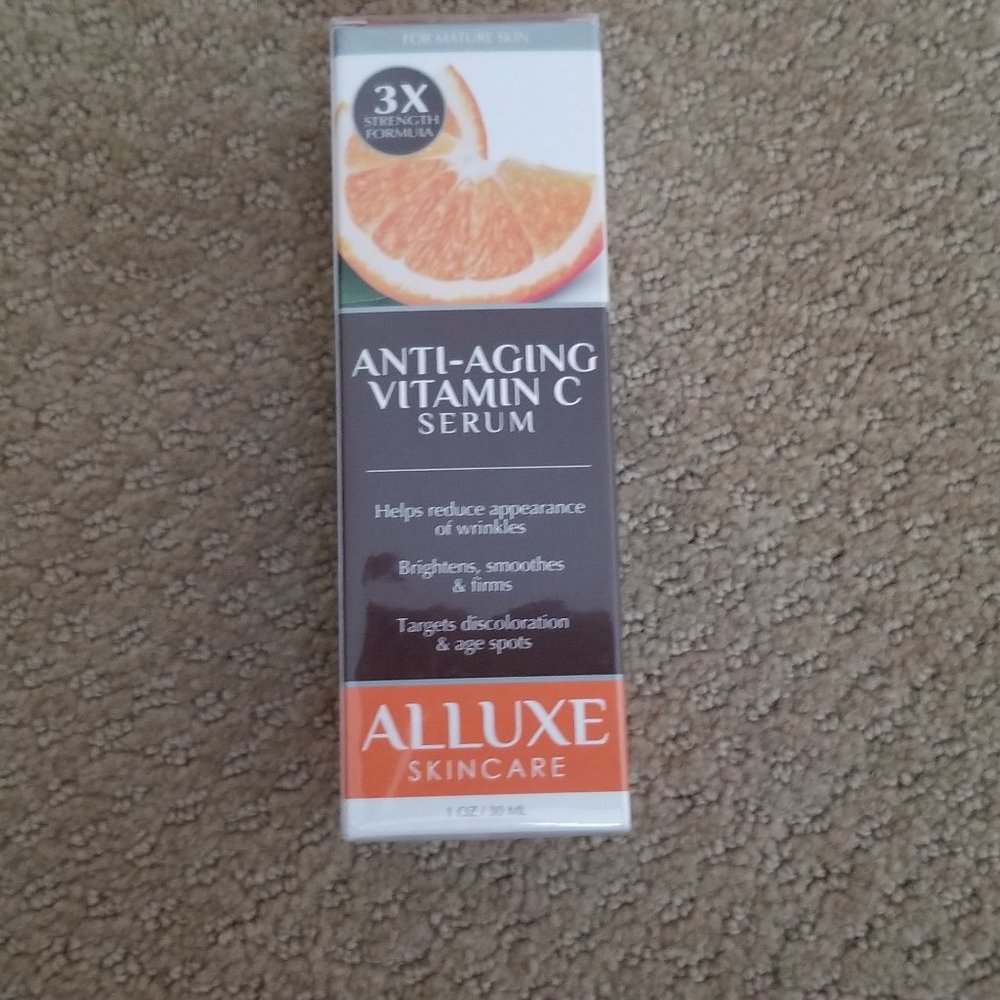 FOR MATURE SKIN
3X
STRENGTH
FORMULA
ANTI-AGING
VITAMIN C
SERUM
Helps reduce appearance
of wrinkles
Brightens, smoothes
& firms
Targets discoloration
& age spots
ALLUXE
SKINCARE
1 OZ / 30 ML